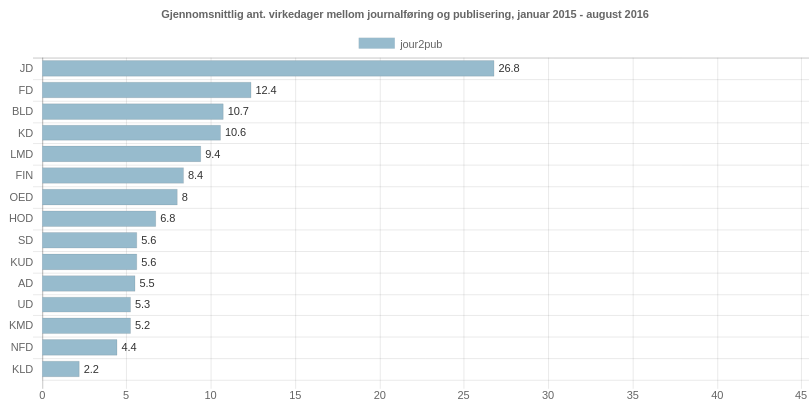 Gjennomsnittlig ant. virkedager mellom journalføring og publisering, januar 2015 - august 2016
jour2pub
JD 26.8
FD 12.4
BLD 10.7
KD 10.6
LMD 9.4
FIN 8.4
OED 8
HOD 6.8
SD 5.6
KUD 5.6
AD 5.5
UD 5.3
KMD 5.2
NFD 4.4
KLD 2.2
0 5 10 15 20 25 30 35 40 45